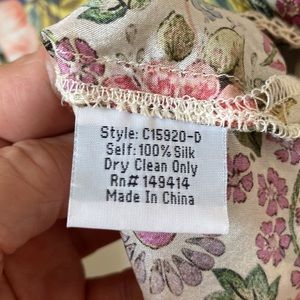 Style: C15920-D
Self: 100% Silk
Dry Clean Only
Rn# 149414
Made In China